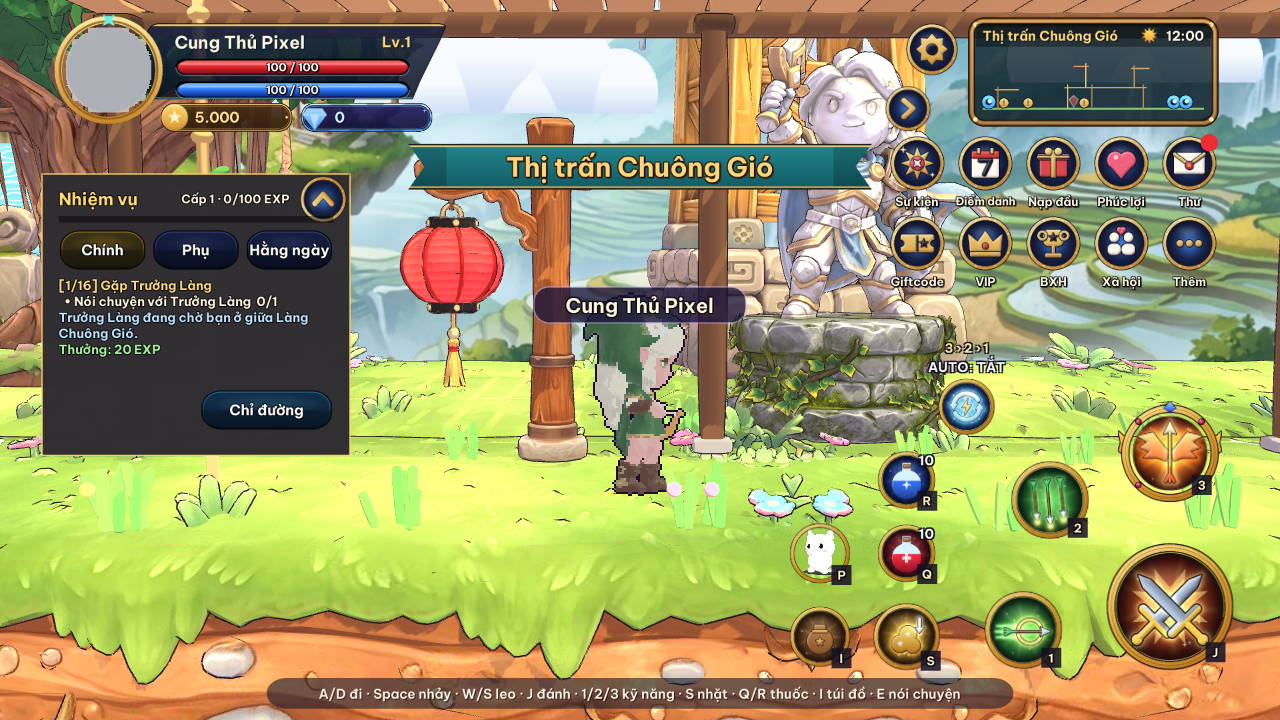 Cung Thủ Pixel
Lv.1
100 / 100
100 / 100
5.000
0
Thị trấn Chuông Gió
12:00
Thị trấn Chuông Gió
7
Sự kiện
Điểm danh
Nạp đầu
Phúc lợi
Thư
Giftcode
VIP
BXH
Xã hội
Thêm
Nhiệm vụ
Cấp 1 · 0/100 EXP
Chính
Phụ
Hằng ngày
[1/16] Gặp Trưởng Làng
• Nói chuyện với Trưởng Làng 0/1
Trưởng Làng đang chờ bạn ở giữa Làng
Chuông Gió.
Thưởng: 20 EXP
Chỉ đường
Cung Thủ Pixel
3›2›1
AUTO: TẮT
10
R
3
2
10
Q
P
I
S
1
J
A/D đi · Space nhảy · W/S leo · J đánh · 1/2/3 kỹ năng · S nhặt · Q/R thuốc · I túi đồ · E nói chuyện